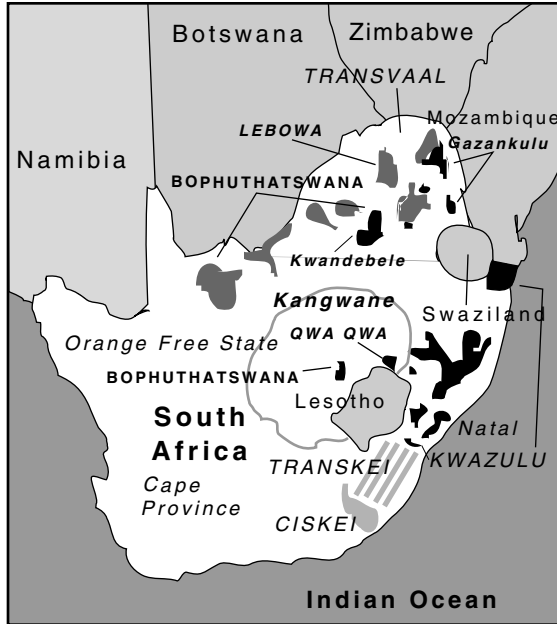 Botswana
Zimbabwe
TRANSVAAL
Mozambique
LEBOWA
Gazankulu
Namibia
BOPHUTHATSWANA
Kwandebele
Kangwane
Swaziland
Orange Free State
QWA QWA
BOPHUTHATSWANA
Lesotho
South
Africa
Natal
TRANSKEI
KWAZULU
Cape
Province
CISKEI
Indian Ocean